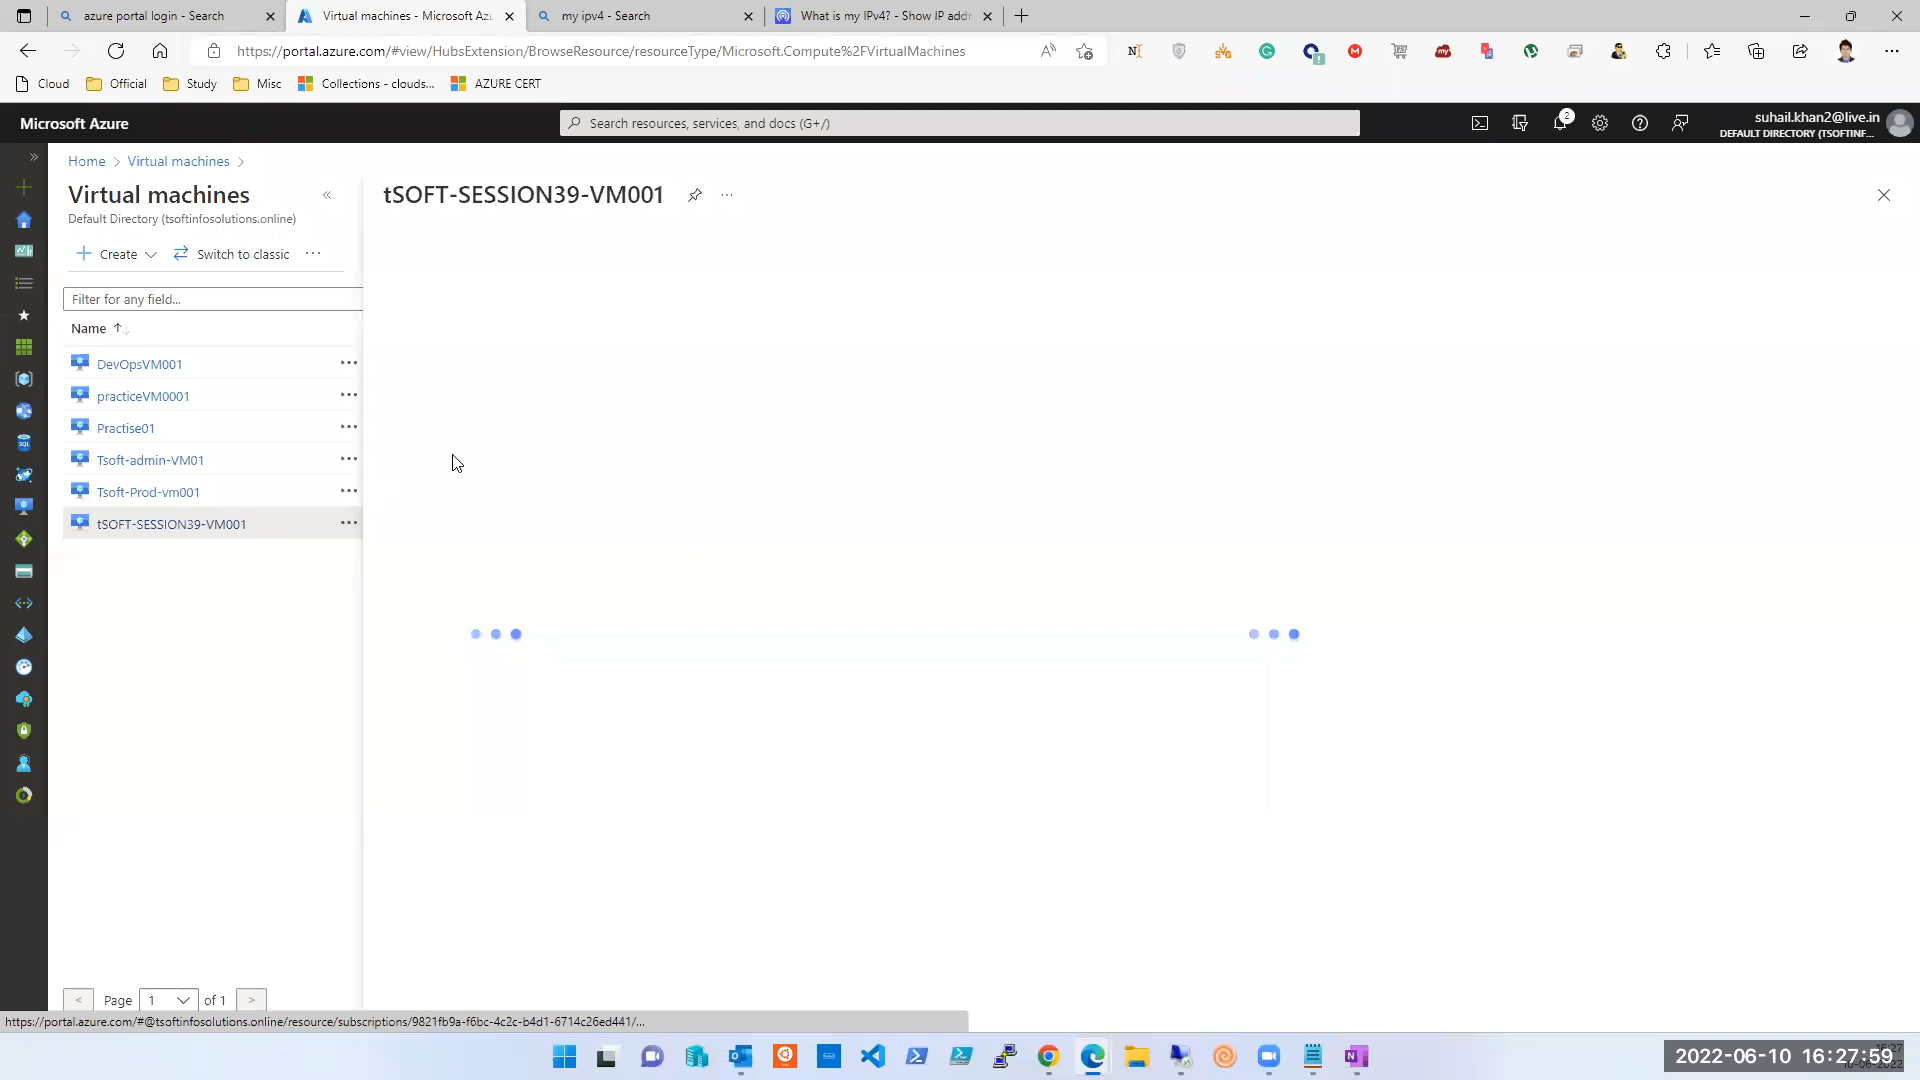 azure portal login - Search
Virtual machines - Microsoft Azu
my ipv4 - Search
What is my IPv4? - Show IP addr
https://portal.azure.com/#view/HubsExtension/BrowseResource/resourceType/Microsoft.Compute%2FVirtualMachines
Cloud
Official
Study
Misc
Collections - clouds...
AZURE CERT
Microsoft Azure
Search resources, services, and docs (G+/)
2
suhail.khan2@live.in
DEFAULT DIRECTORY (TSOFTINF...
Home > Virtual machines >
Virtual machines
Default Directory (tsoftinfosolutions.online)
tSOFT-SESSION39-VM001
Create
Switch to classic
Filter for any field...
Name
DevOpsVM001
practiceVM0001
Practise01
Tsoft-admin-VM01
Tsoft-Prod-vm001
tSOFT-SESSION39-VM001
< Page 1 of 1 >
https://portal.azure.com/#@tsoftinfosolutions.online/resource/subscriptions/9821fb9a-f6bc-4c2c-b4d1-6714c26ed441/...
2022-06-10 16:27:59